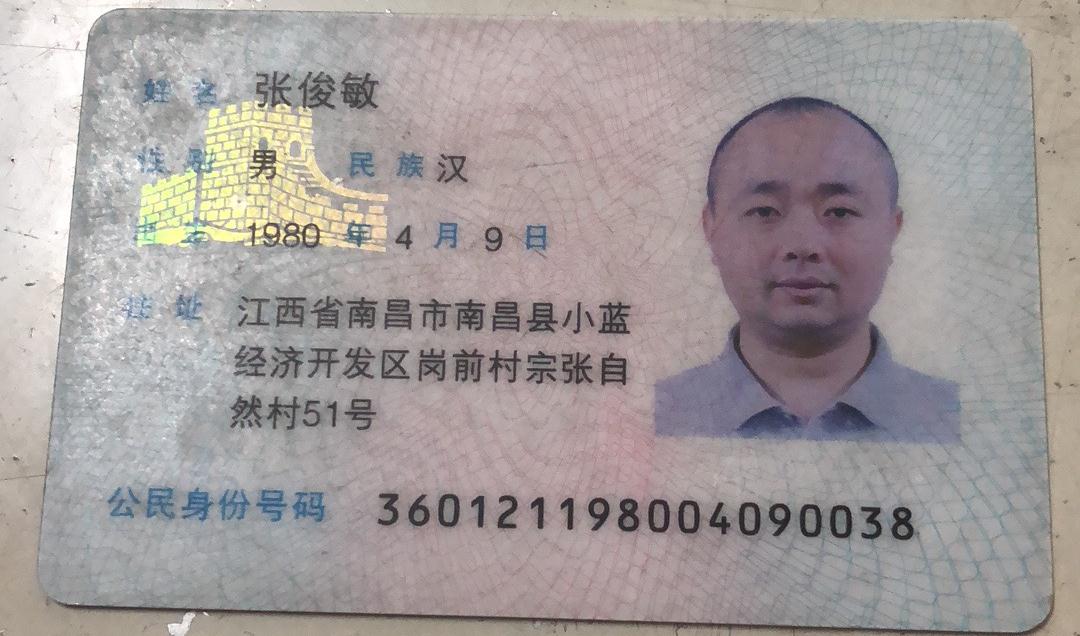 姓名 张俊敏
性别 男 民族 汉
出生 1980 年 4 月 9 日
住址 江西省南昌市南昌县小蓝
经济开发区岗前村宗张自
然村51号
公民身份号码 360121198004090038